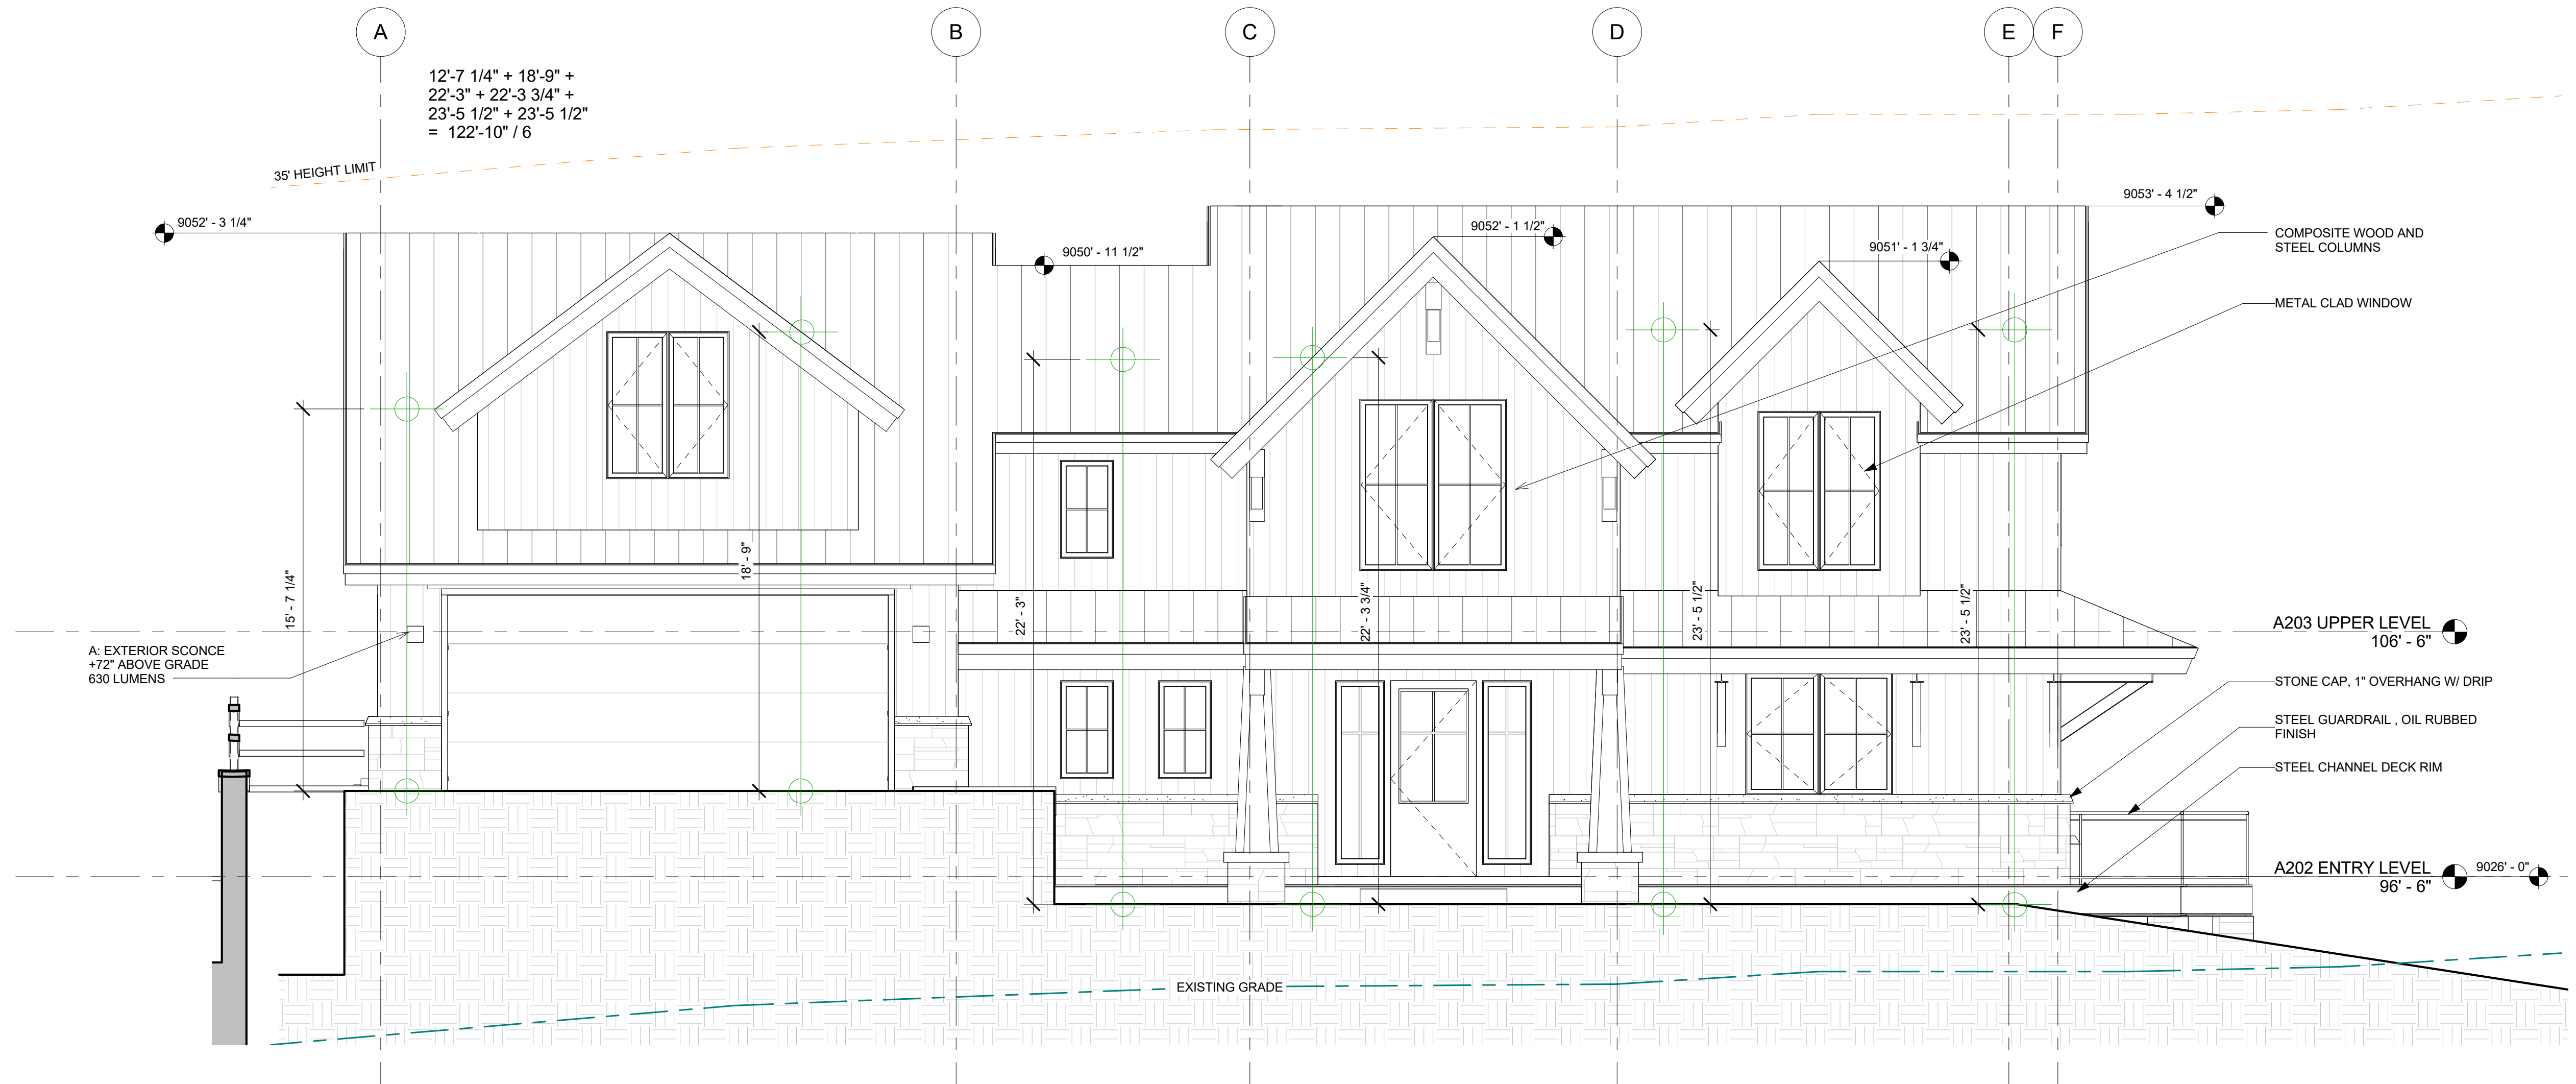 A
B
C
D
E
F
12'-7 1/4" + 18'-9" +
22'-3" + 22'-3 3/4" +
23'-5 1/2" + 23'-5 1/2"
= 122'-10" / 6
35' HEIGHT LIMIT
9052' - 3 1/4"
9050' - 11 1/2"
9052' - 1 1/2"
9051' - 1 3/4"
9053' - 4 1/2"
COMPOSITE WOOD AND
STEEL COLUMNS
METAL CLAD WINDOW
15' - 7 1/4"
18' - 9"
22' - 3"
22' - 3 3/4"
23' - 5 1/2"
23' - 5 1/2"
A203 UPPER LEVEL
106' - 6"
A: EXTERIOR SCONCE
+72" ABOVE GRADE
630 LUMENS
STONE CAP, 1" OVERHANG W/ DRIP
STEEL GUARDRAIL , OIL RUBBED
FINISH
STEEL CHANNEL DECK RIM
A202 ENTRY LEVEL
96' - 6"
9026' - 0"
EXISTING GRADE